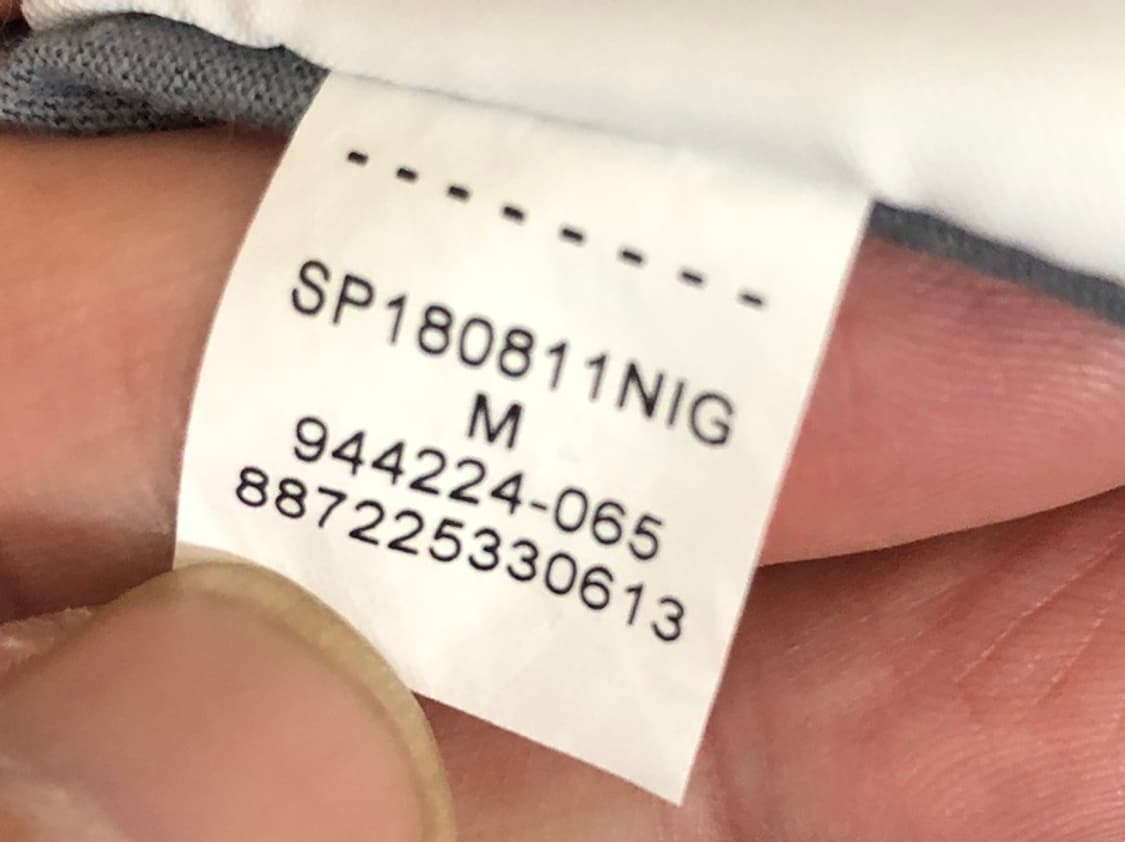 --------
SP180811NIG
M
944224-065
887225330613